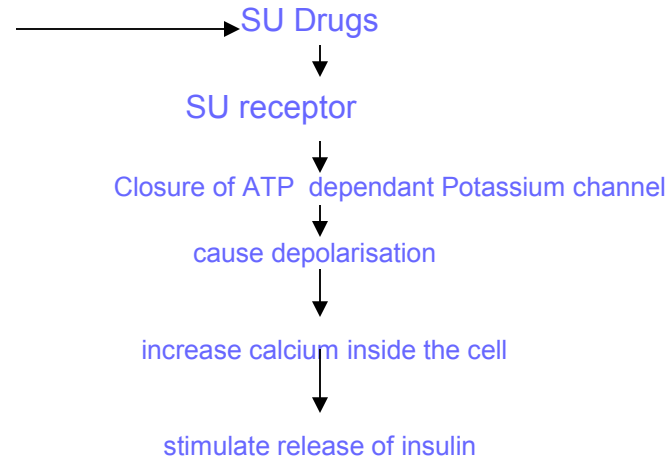 SU Drugs
SU receptor
Closure of ATP dependant Potassium channel
cause depolarisation
increase calcium inside the cell
stimulate release of insulin